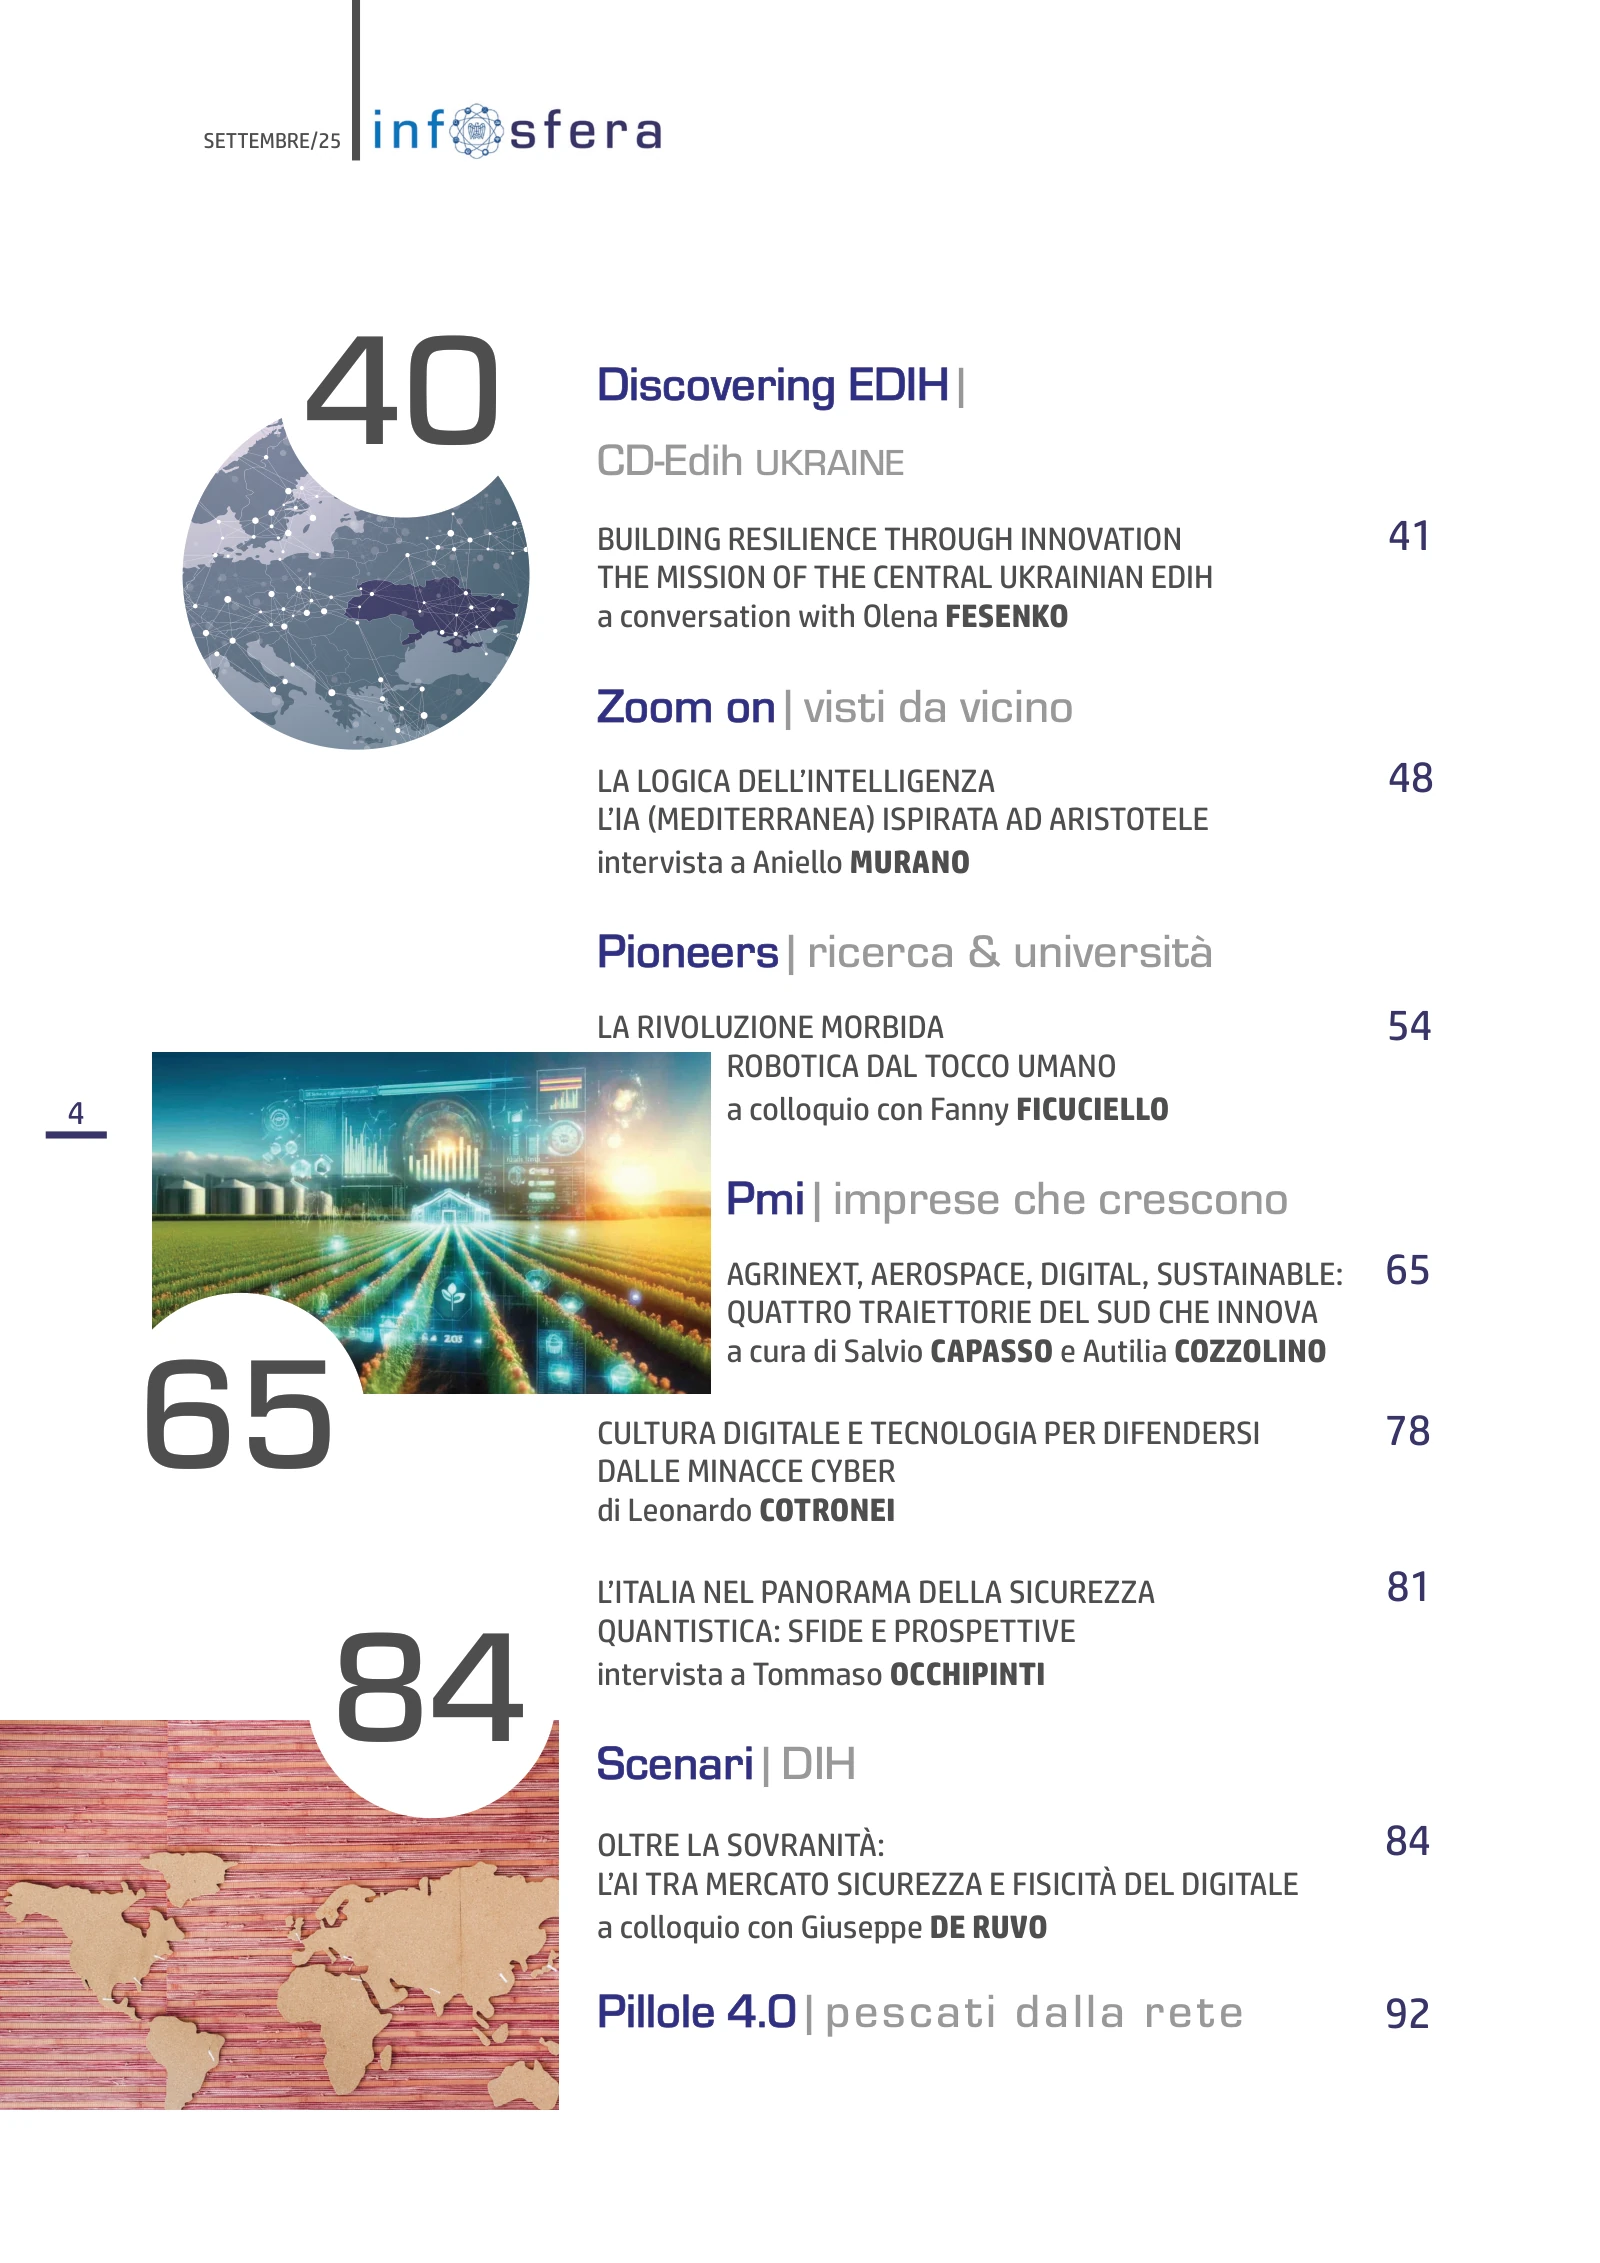 SETTEMBRE/25
infosfera
40
Discovering EDIH |
CD-Edih UKRAINE
BUILDING RESILIENCE THROUGH INNOVATION 41
THE MISSION OF THE CENTRAL UKRAINIAN EDIH
a conversation with Olena FESENKO
Zoom on | visti da vicino
LA LOGICA DELL’INTELLIGENZA 48
L’IA (MEDITERRANEA) ISPIRATA AD ARISTOTELE
intervista a Aniello MURANO
Pioneers | ricerca & università
LA RIVOLUZIONE MORBIDA 54
ROBOTICA DAL TOCCO UMANO
a colloquio con Fanny FICUCIELLO
4
Pmi | imprese che crescono
AGRINEXT, AEROSPACE, DIGITAL, SUSTAINABLE: 65
QUATTRO TRAIETTORIE DEL SUD CHE INNOVA
a cura di Salvio CAPASSO e Autilia COZZOLINO
65
CULTURA DIGITALE E TECNOLOGIA PER DIFENDERSI 78
DALLE MINACCE CYBER
di Leonardo COTRONEI
L’ITALIA NEL PANORAMA DELLA SICUREZZA 81
QUANTISTICA: SFIDE E PROSPETTIVE
intervista a Tommaso OCCHIPINTI
84
Scenari | DIH
OLTRE LA SOVRANITÀ: 84
L’AI TRA MERCATO SICUREZZA E FISICITÀ DEL DIGITALE
a colloquio con Giuseppe DE RUVO
Pillole 4.0 | pescati dalla rete 92